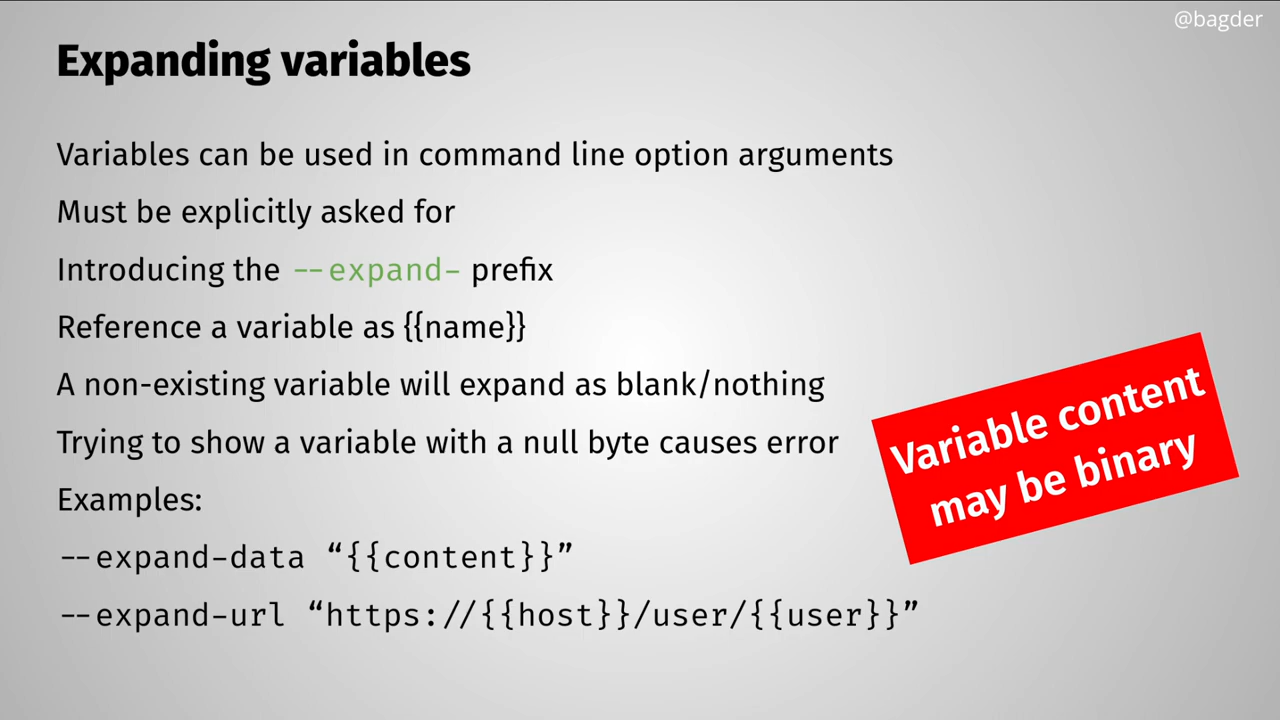 @bagder
Expanding variables
Variables can be used in command line option arguments
Must be explicitly asked for
Introducing the --expand- prefix
Reference a variable as {{name}}
A non-existing variable will expand as blank/nothing
Trying to show a variable with a null byte causes error
Examples:
--expand-data “{{content}}”
--expand-url “https://{{host}}/user/{{user}}”
Variable content
may be binary